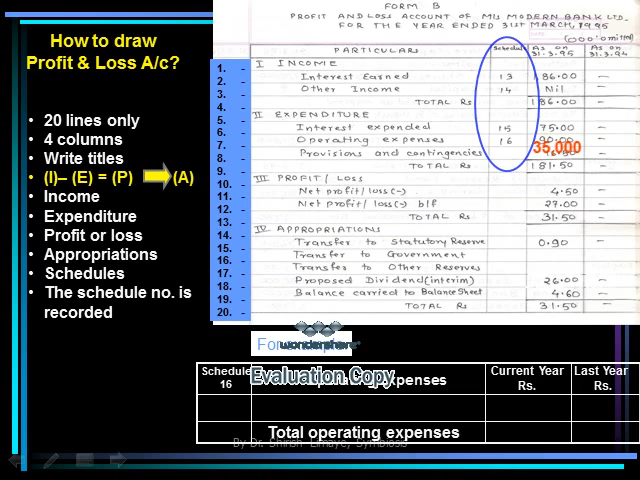 How to draw
Profit & Loss A/c?
• 20 lines only
• 4 columns
• Write titles
• (I)– (E) = (P) (A)
• Income
• Expenditure
• Profit or loss
• Appropriations
• Schedules
• The schedule no. is
recorded
FORM B
PROFIT AND LOSS ACCOUNT OF M/s MODERN BANK LTD.
FOR THE YEAR ENDED 31ST MARCH, 1995
(000' omitted)
PARTICULARS Schedule As on 31.3.95 As on 31.3.94
1. I INCOME
2. Interest Earned 13 186.00 –
3. Other Income 14 Nil –
4. TOTAL Rs 186.00 –
5. II EXPENDITURE
6. Interest expended 15 75.00 –
7. Operating expenses 16 90.00 –
35,000
8. Provisions and contingencies –
9. TOTAL Rs 181.50 –
10. III PROFIT/ LOSS
11. Net profit/loss(-) 4.50 –
12. Net profit/loss(-) b/f 27.00 –
13. TOTAL Rs. 31.50 –
14. IV APPROPRIATIONS
15. Transfer to Statutory Reserve 0.90 –
16. Transfer to Government
17. Transfer to Other Reserves
18. Proposed Dividend (interim) 26.00 –
19. Balance carried to Balance Sheet 4.60 –
20. TOTAL Rs 31.50 –
For
wondershare
Evaluation Copy
Schedule 16 expenses Current Year Rs. Last Year Rs.
Total operating expenses
By Dr. Shirish Limaye, Symbiosis